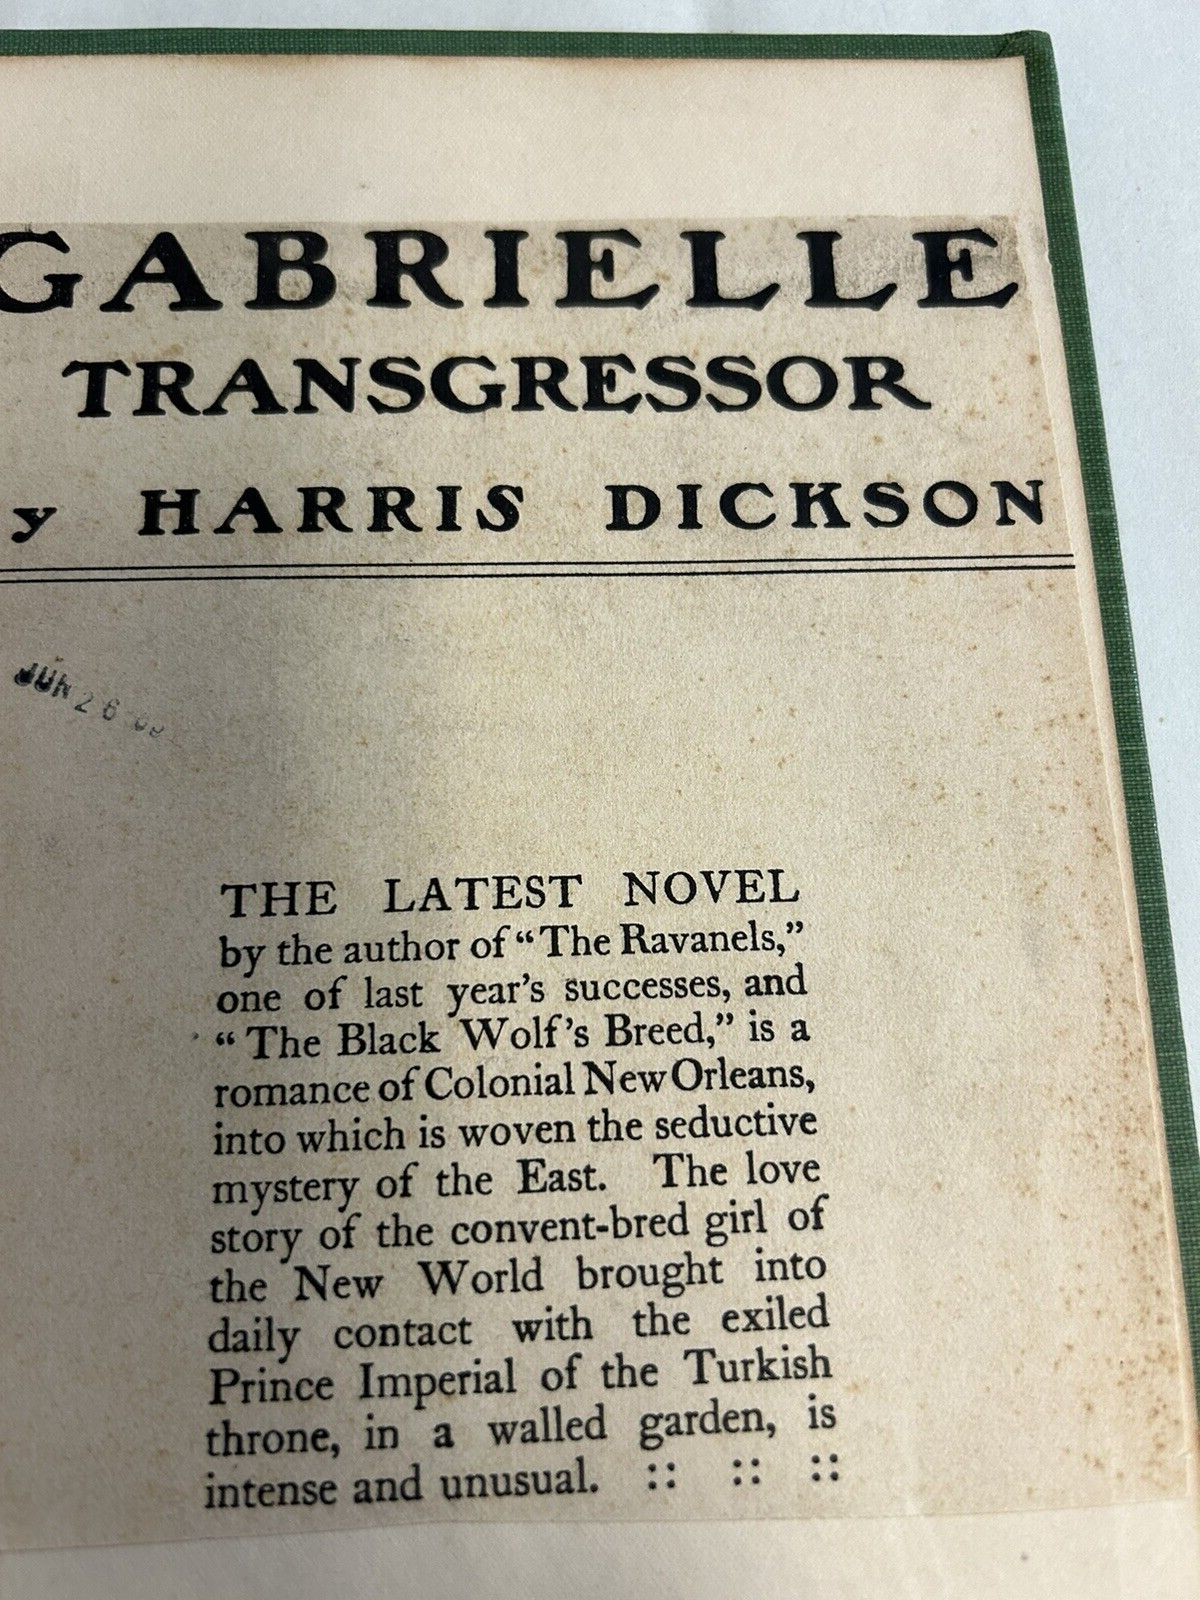 GABRIELLE
TRANSGRESSOR
y HARRIS DICKSON
JUN 26
THE LATEST NOVEL
by the author of “The Ravanels,”
one of last year’s successes, and
“The Black Wolf’s Breed,” is a
romance of Colonial New Orleans,
into which is woven the seductive
mystery of the East. The love
story of the convent-bred girl of
the New World brought into
daily contact with the exiled
Prince Imperial of the Turkish
throne, in a walled garden, is
intense and unusual. :: :: ::